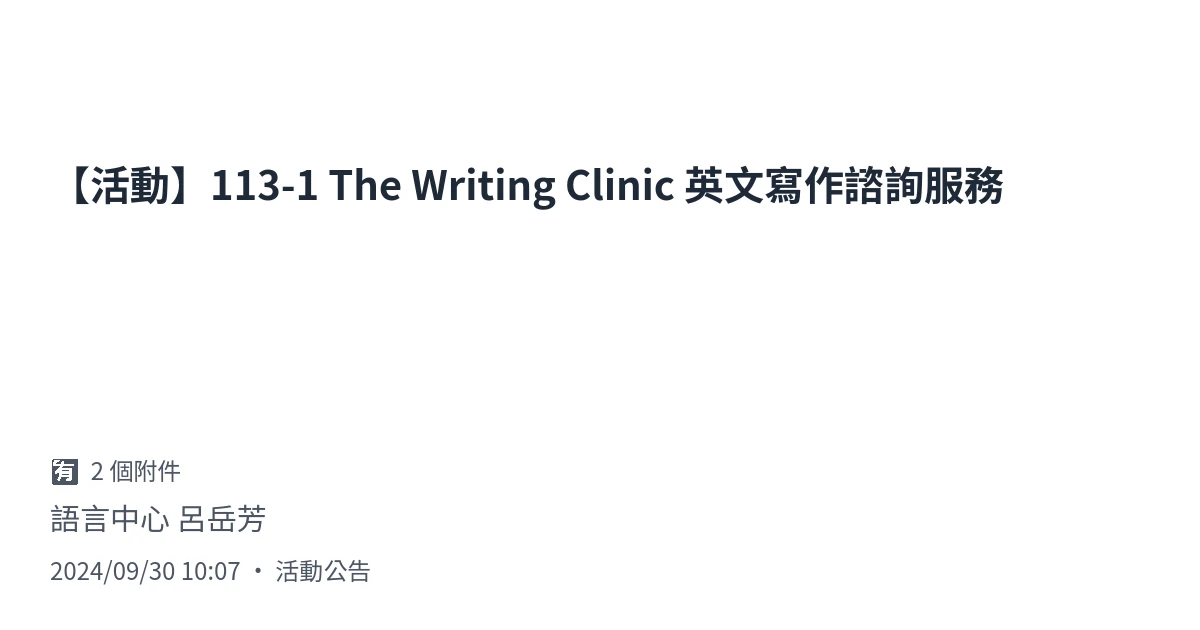 【活動】113-1 The Writing Clinic 英文寫作諮詢服務
🈶 2 個附件
語言中心 呂岳芳
2024/09/30 10:07 • 活動公告